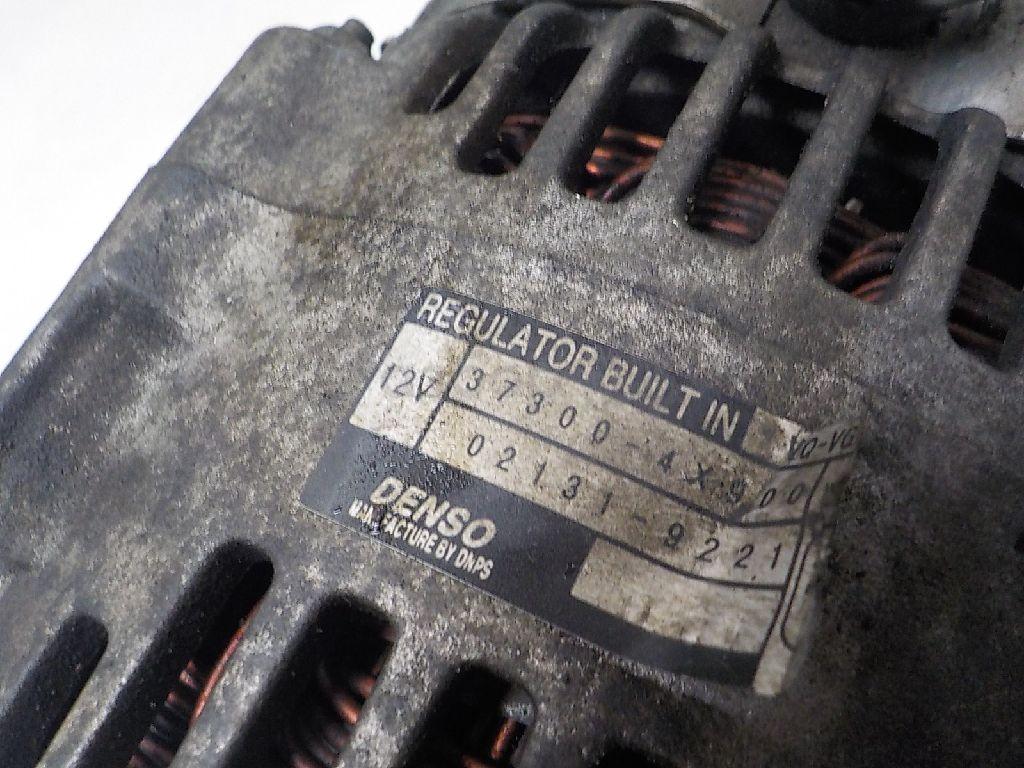 REGULATOR BUILT IN
12V
37300-4X900
02131-9221
DENSO
MANUFACTURE BY DNPS